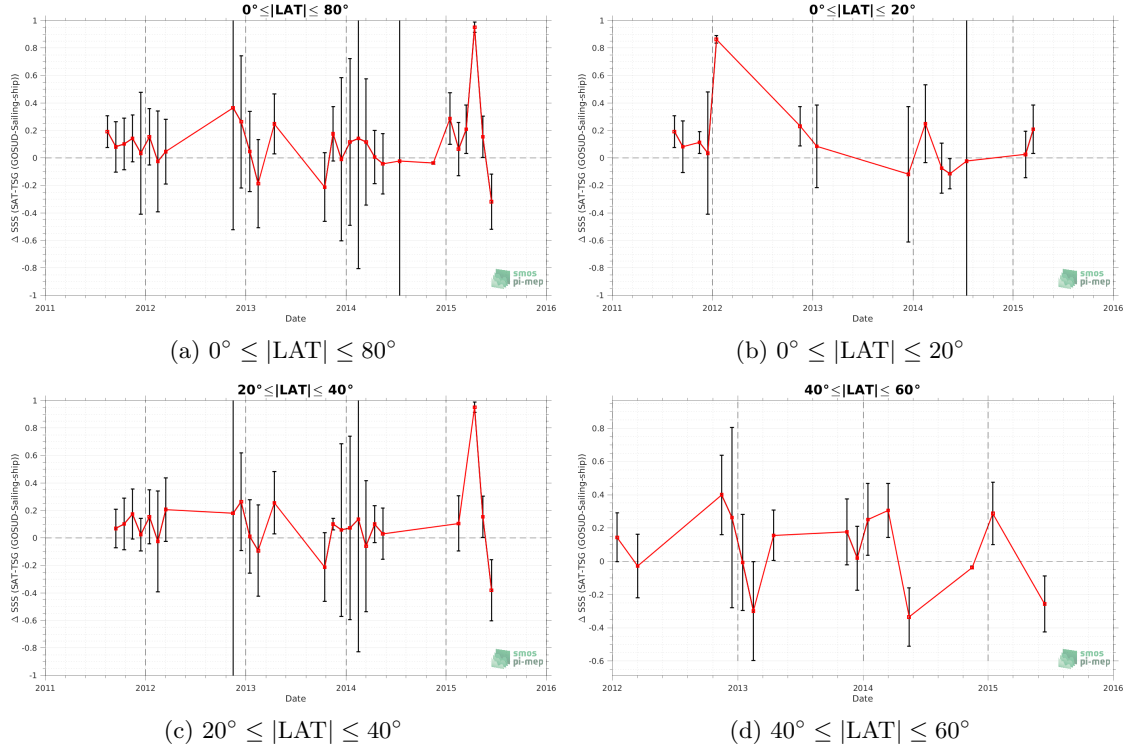 0°≤|LAT|≤ 80°
1
0.8
0.6
0.4
0.2
0
-0.2
-0.4
-0.6
-0.8
-1
Δ SSS (SAT-TSG (GOSUD-Sailing-ship))
2011 2012 2013 2014 2015 2016
Date
smos
pi-mep
(a) 0° ≤ |LAT| ≤ 80°
0°≤|LAT|≤ 20°
1
0.8
0.6
0.4
0.2
0
-0.2
-0.4
-0.6
-0.8
-1
Δ SSS (SAT-TSG (GOSUD-Sailing-ship))
2011 2012 2013 2014 2015 2016
Date
smos
pi-mep
(b) 0° ≤ |LAT| ≤ 20°
20°≤|LAT|≤ 40°
1
0.8
0.6
0.4
0.2
0
-0.2
-0.4
-0.6
-0.8
-1
Δ SSS (SAT-TSG (GOSUD-Sailing-ship))
2011 2012 2013 2014 2015 2016
Date
smos
pi-mep
(c) 20° ≤ |LAT| ≤ 40°
40°≤|LAT|≤ 60°
0.8
0.6
0.4
0.2
0
-0.2
-0.4
-0.6
Δ SSS (SAT-TSG (GOSUD-Sailing-ship))
2012 2013 2014 2015 2016
Date
smos
pi-mep
(d) 40° ≤ |LAT| ≤ 60°